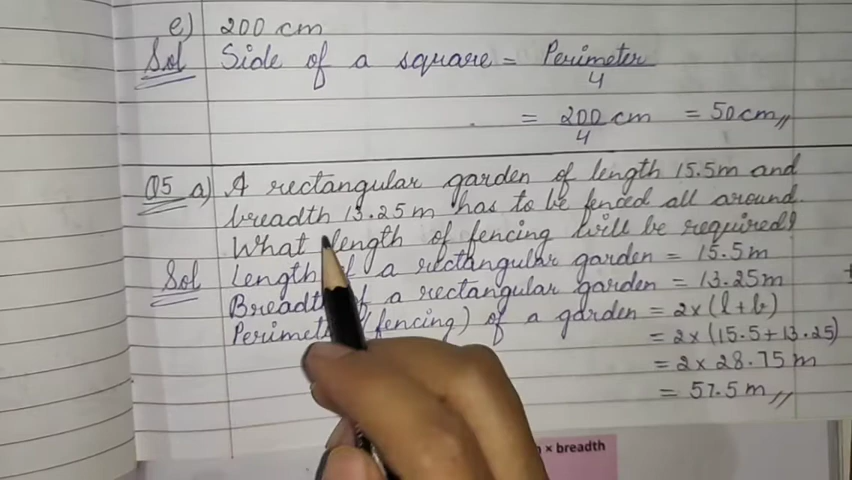 e) 200 cm
Sol Side of a square = Perimeter / 4
= 200/4 cm = 50 cm //
Q5 a) A rectangular garden of length 15.5m and
breadth 13.25m has to be fenced all around.
What length of fencing will be required?
Sol Length of a rectangular garden = 15.5m
Breadth of a rectangular garden = 13.25m
Perimeter (fencing) of a garden = 2x(l+b)
= 2x(15.5+13.25)
= 2 x 28.75 m
= 57.5 m //
x breadth